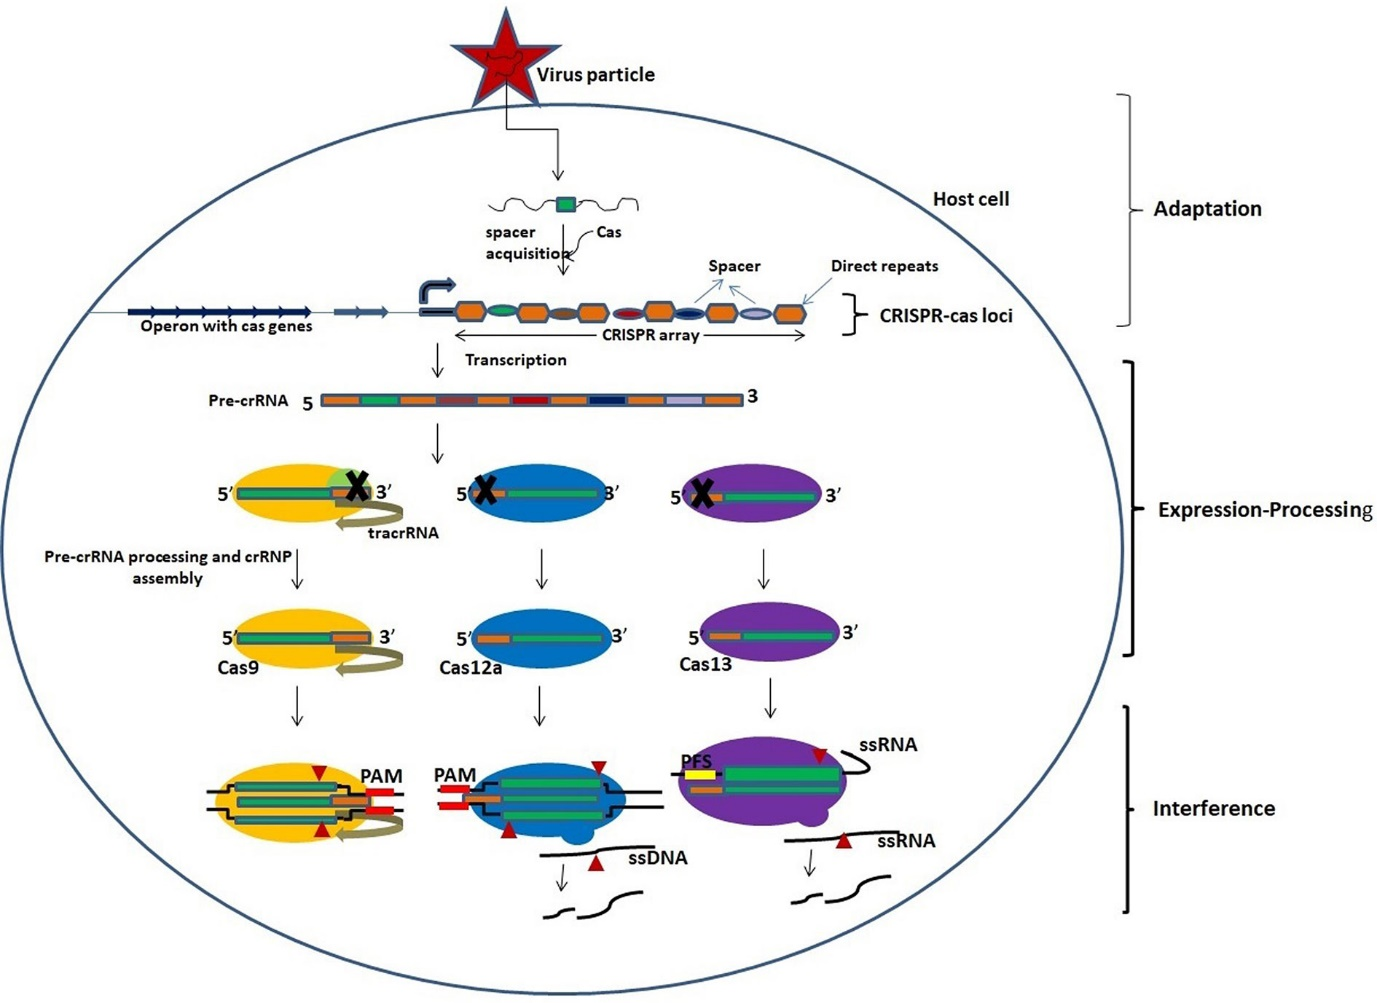 Virus particle
Host cell
Adaptation
spacer
acquisition
Cas
Spacer
Direct repeats
Operon with cas genes
CRISPR array
CRISPR-cas loci
Transcription
Pre-crRNA
5
3
5’
3’
tracrRNA
5’
3’
5’
3’
Expression-Processing
Pre-crRNA processing and crRNP
assembly
5’
3’
Cas9
5’
3’
Cas12a
5’
3’
Cas13
PAM
PAM
PFS
ssRNA
Interference
ssDNA
ssRNA